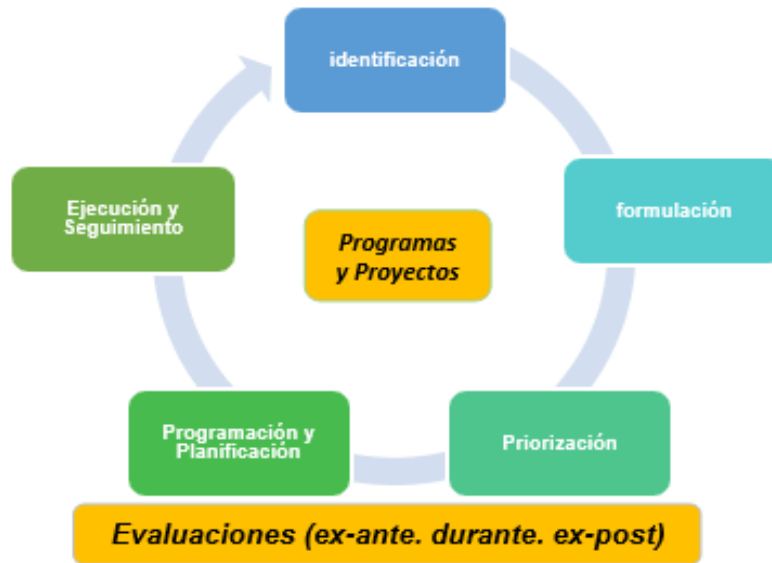 identificación
formulación
Priorización
Programación y
Planificación
Ejecución y
Seguimiento
Programas
y Proyectos
Evaluaciones (ex-ante. durante. ex-post)